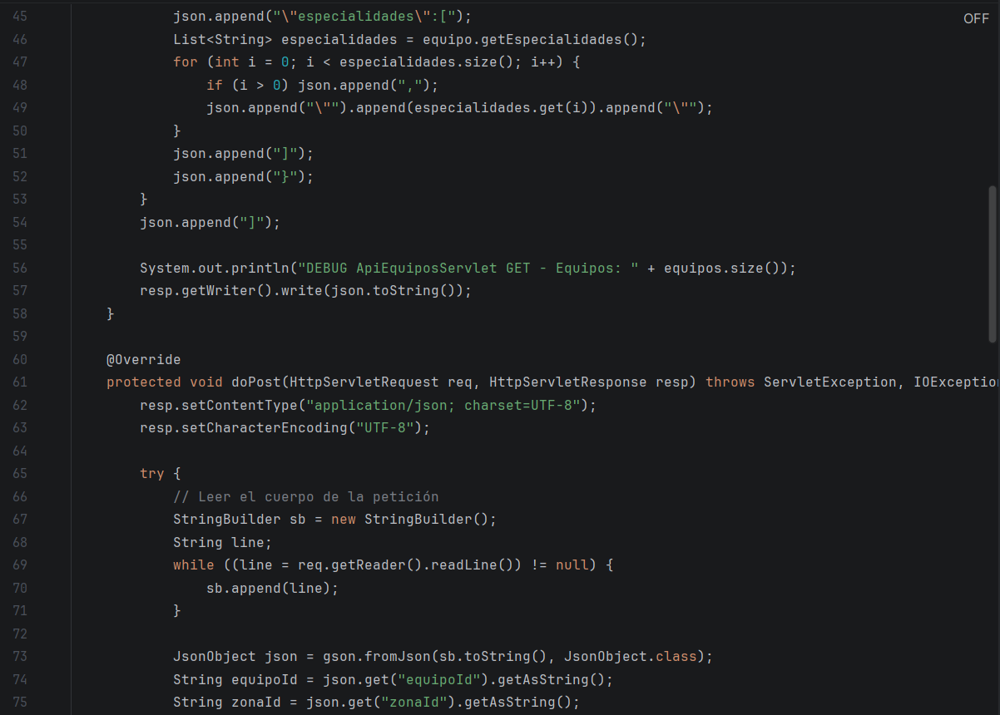 OFF
45 json.append("\"especialidades\":[");
46 List<String> especialidades = equipo.getEspecialidades();
47 for (int i = 0; i < especialidades.size(); i++) {
48 if (i > 0) json.append(",");
49 json.append("\"").append(especialidades.get(i)).append("\"");
50 }
51 json.append("]");
52 json.append("}");
53 }
54 json.append("]");
55
56 System.out.println("DEBUG ApiEquiposServlet GET - Equipos: " + equipos.size());
57 resp.getWriter().write(json.toString());
58 }
59
60 @Override
61 protected void doPost(HttpServletRequest req, HttpServletResponse resp) throws ServletException, IOException
62 resp.setContentType("application/json; charset=UTF-8");
63 resp.setCharacterEncoding("UTF-8");
64
65 try {
66 // Leer el cuerpo de la petición
67 StringBuilder sb = new StringBuilder();
68 String line;
69 while ((line = req.getReader().readLine()) != null) {
70 sb.append(line);
71 }
72
73 JsonObject json = gson.fromJson(sb.toString(), JsonObject.class);
74 String equipoId = json.get("equipoId").getAsString();
75 String zonaId = json.get("zonaId").getAsString();